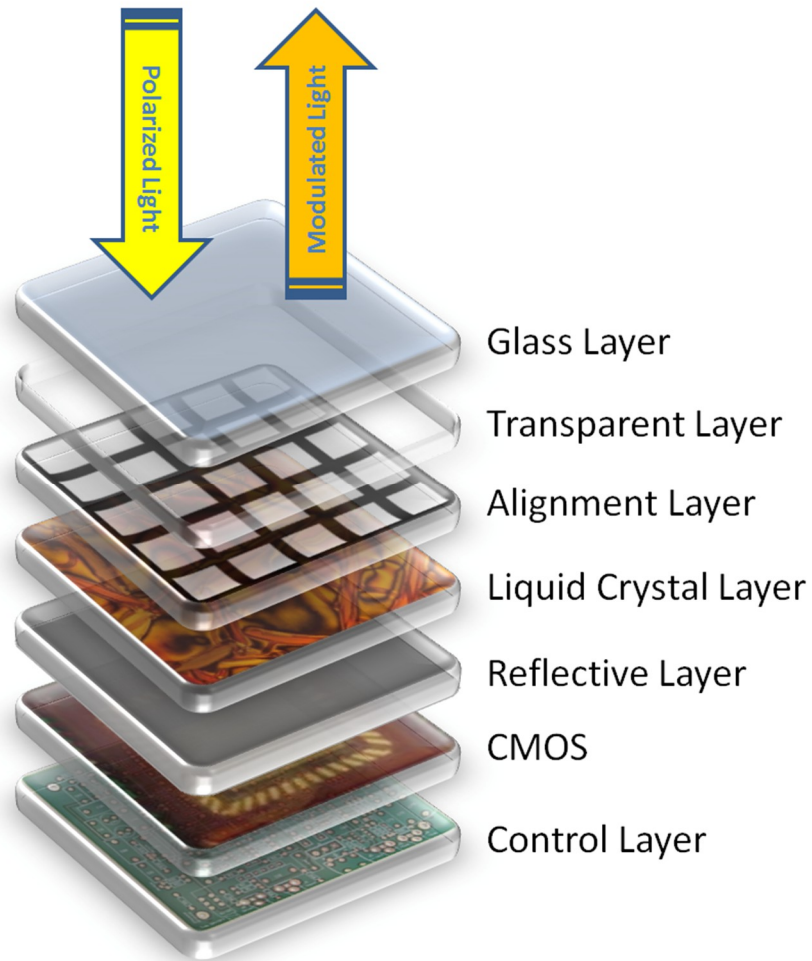 Polarized Light
Modulated Light
Glass Layer
Transparent Layer
Alignment Layer
Liquid Crystal Layer
Reflective Layer
CMOS
Control Layer